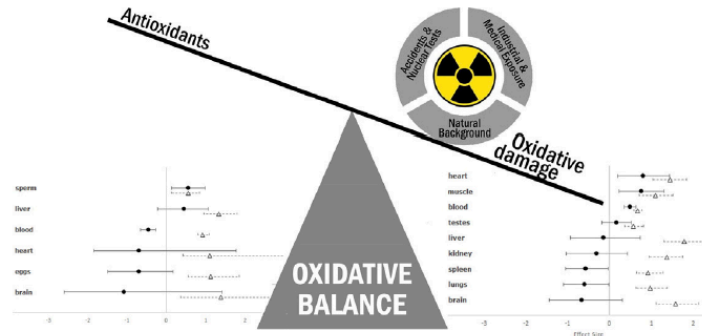 Antioxidants
Accidents &
Nuclear Tests
Industrial &
Medical Exposure
Natural
Background
Oxidative
damage
sperm
liver
blood
heart
eggs
brain
-3 -2 -1 0 1 2
OXIDATIVE
BALANCE
heart
muscle
blood
testes
liver
kidney
spleen
lungs
brain
-3 -2 -1 0 1 2
Effect Size